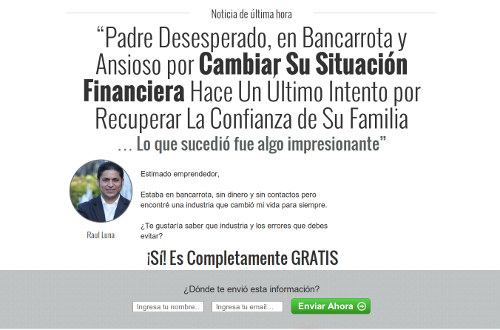 Noticia de última hora
“Padre Desesperado, en Bancarrota y
Ansioso por Cambiar Su Situación
Financiera Hace Un Último Intento por
Recuperar La Confianza de Su Familia
… Lo que sucedió fue algo impresionante”
Estimado emprendedor,
Estaba en bancarrota, sin dinero y sin contactos pero
encontré una industria que cambió mi vida para siempre.
¿Te gustaría saber que industria y los errores que debes
evitar?
Raul Luna
¡Sí! Es Completamente GRATIS
¿Dónde te envió esta información?
Ingresa tu nombre.. Ingresa tu email... Enviar Ahora